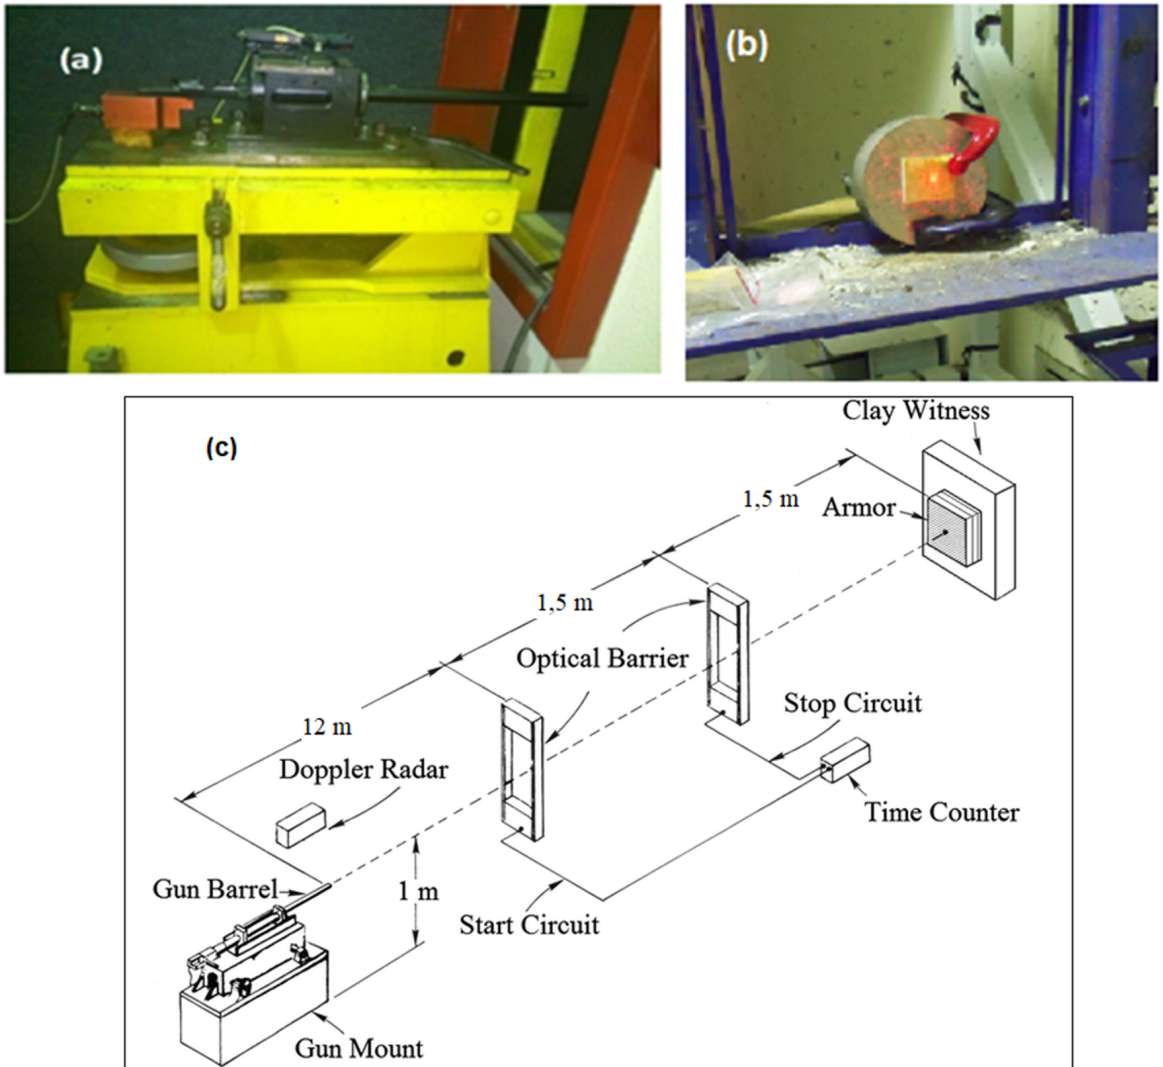 (a)
(b)
(c)
Clay Witness
1,5 m
Armor
1,5 m
Optical Barrier
Stop Circuit
12 m
Doppler Radar
Time Counter
Gun Barrel
1 m
Start Circuit
Gun Mount